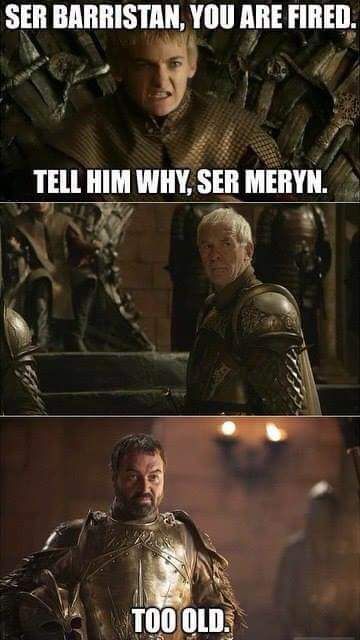 SER BARRISTAN, YOU ARE FIRED.
TELL HIM WHY, SER MERYN.
TOO OLD.